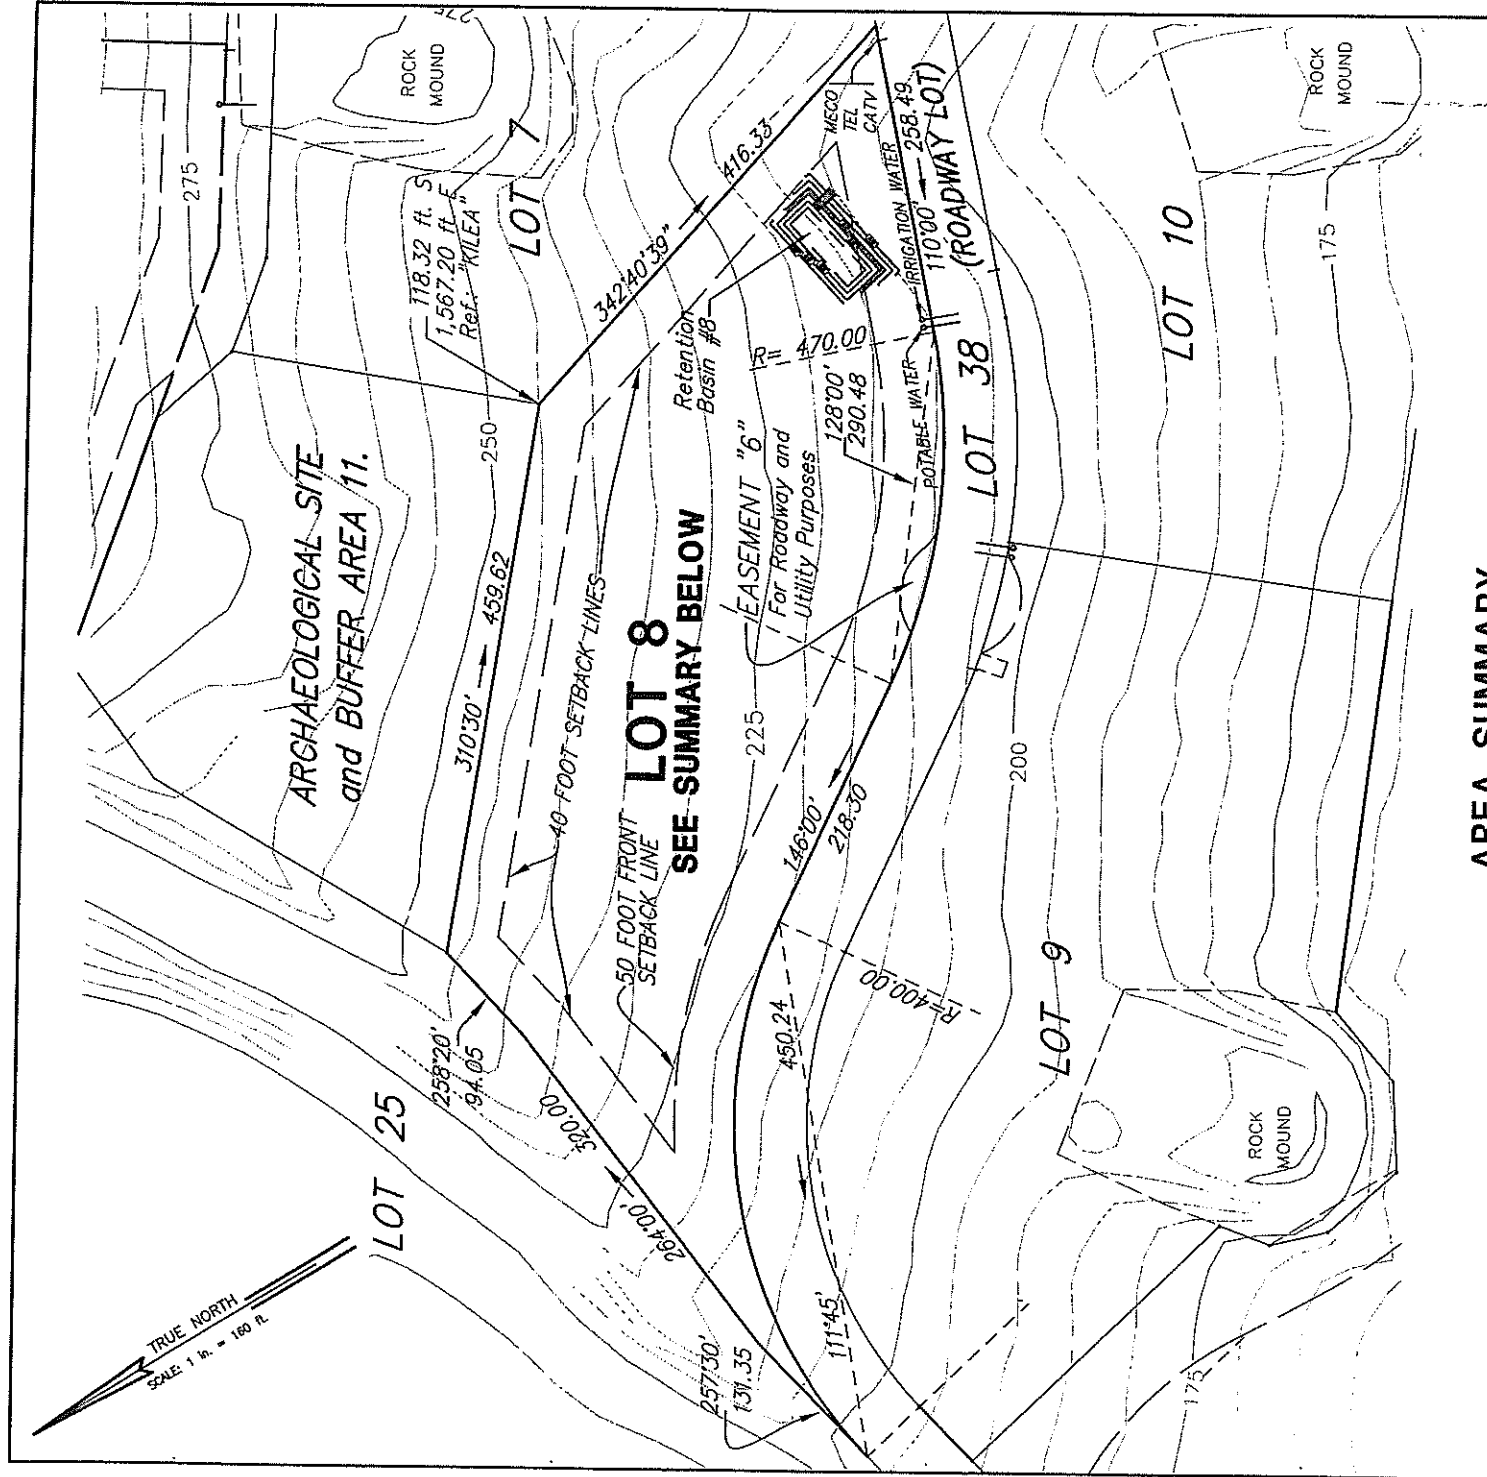 275
ROCK
MOUND
275
118.32 ft. S
1,567.20 ft. E
Ref.: "KILEA"
LOT 7
416.33
342°40'39"
MECO
TEL
CATV
IRRIGATION WATER
110°00' 258.49
(ROADWAY LOT)
ROCK
MOUND
LOT 10
175
ARCHAEOLOGICAL SITE
and BUFFER AREA 11.
250
310°30' 459.62
Retention
Basin #8
R= 470.00
POTABLE WATER
128°00'
290.48
LOT 38
40 FOOT SETBACK LINES
LOT 8
SEE SUMMARY BELOW
EASEMENT "6"
For Roadway and
Utility Purposes
50 FOOT FRONT
SETBACK LINE
225
146°00'
218.30
200
258°20'
94.05
LOT 25
320.00
264°00'
450.24
R=400.00
LOT 9
ROCK
MOUND
TRUE NORTH
SCALE: 1 in. = 160 ft.
257°30'
131.35
111°45'
175
AREA SUMMARY